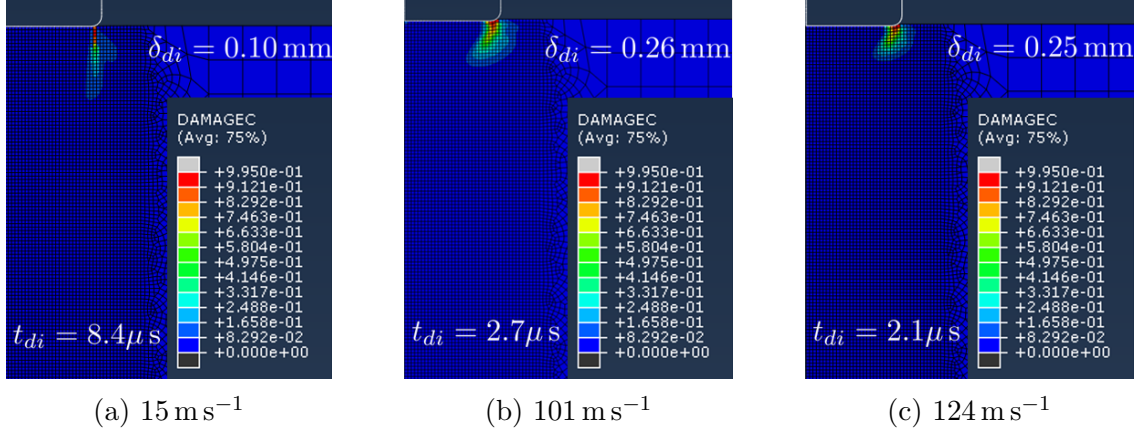 δ_di = 0.10 mm
DAMAGEC
(Avg: 75%)
+9.950e-01
+9.121e-01
+8.292e-01
+7.463e-01
+6.633e-01
+5.804e-01
+4.975e-01
+4.146e-01
+3.317e-01
+2.488e-01
+1.658e-01
+8.292e-02
+0.000e+00
t_di = 8.4μ s
(a) 15 m s⁻¹
δ_di = 0.26 mm
DAMAGEC
(Avg: 75%)
+9.950e-01
+9.121e-01
+8.292e-01
+7.463e-01
+6.633e-01
+5.804e-01
+4.975e-01
+4.146e-01
+3.317e-01
+2.488e-01
+1.658e-01
+8.292e-02
+0.000e+00
t_di = 2.7μ s
(b) 101 m s⁻¹
δ_di = 0.25 mm
DAMAGEC
(Avg: 75%)
+9.950e-01
+9.121e-01
+8.292e-01
+7.463e-01
+6.633e-01
+5.804e-01
+4.975e-01
+4.146e-01
+3.317e-01
+2.488e-01
+1.658e-01
+8.292e-02
+0.000e+00
t_di = 2.1μ s
(c) 124 m s⁻¹